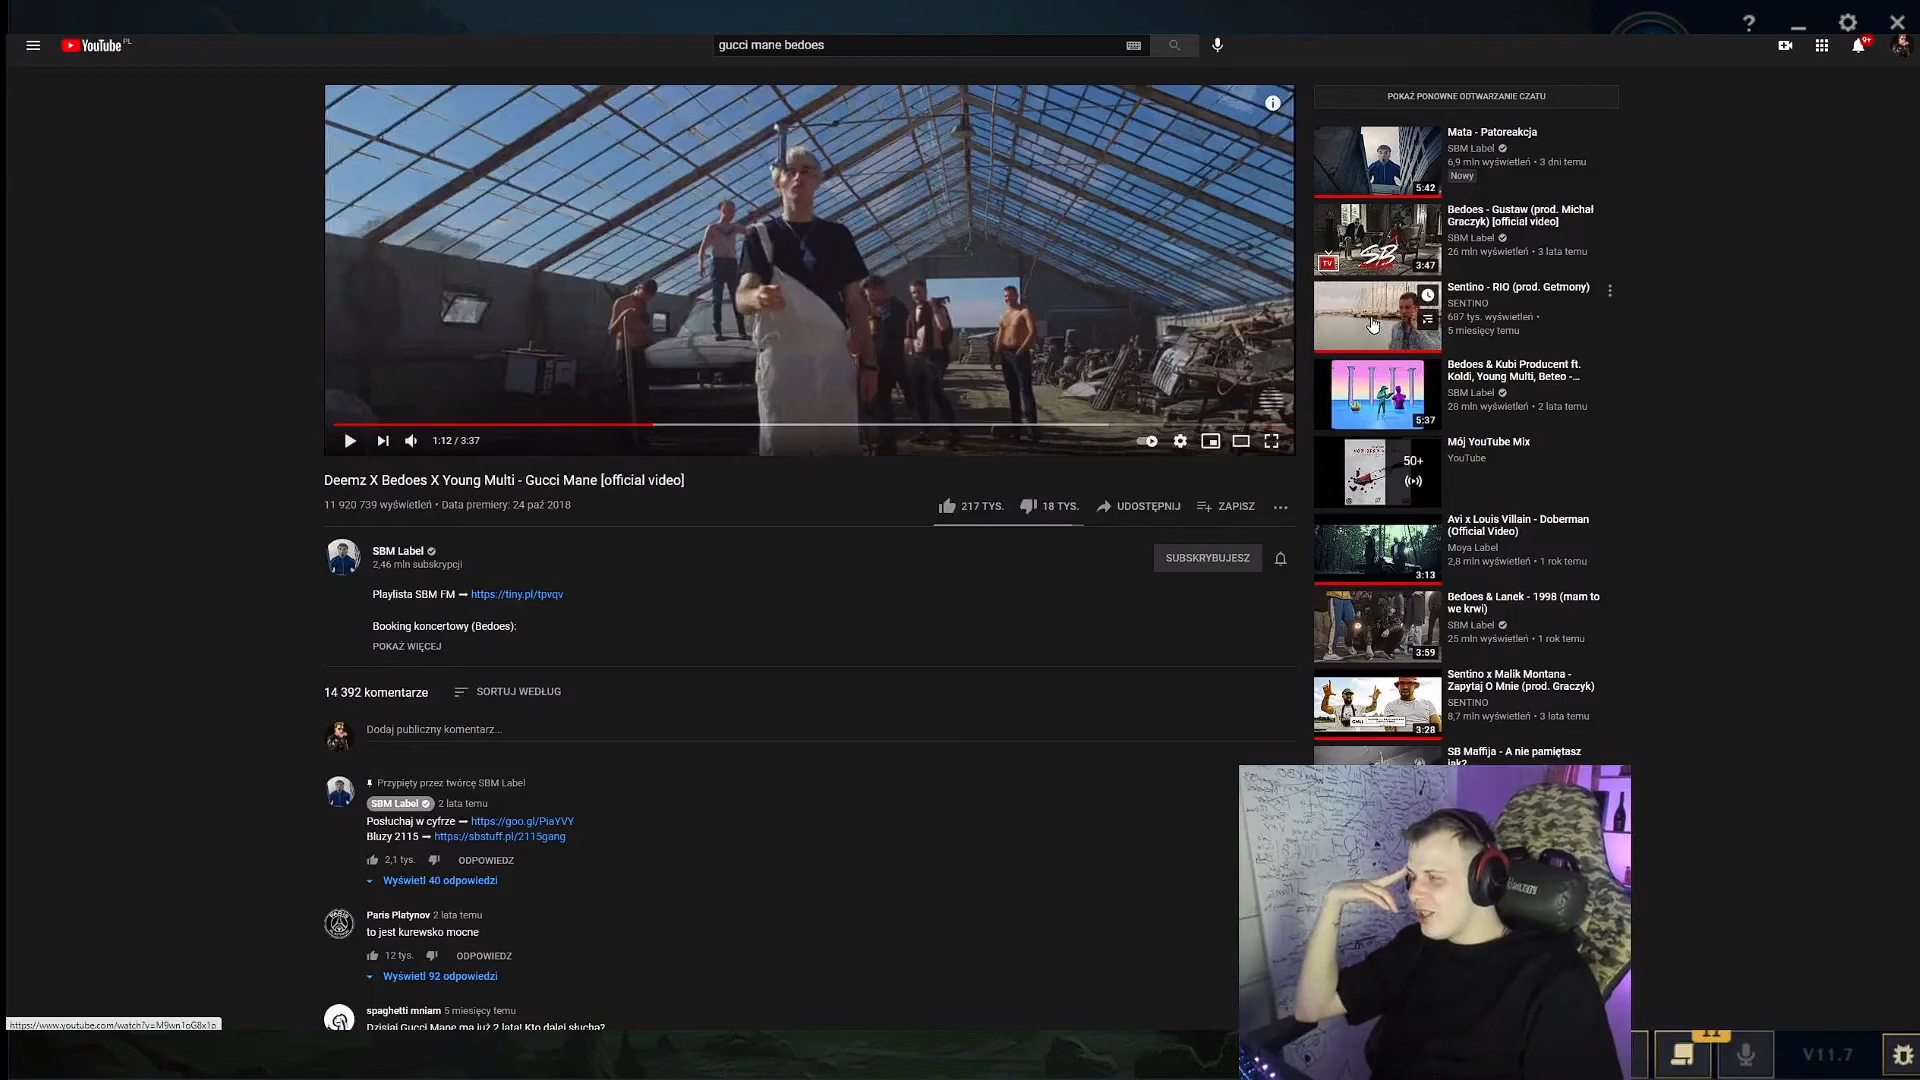 YouTube PL
gucci mane bedoes
9+
POKAŻ PONOWNE ODTWARZANIE CZATU
Mata - Patoreakcja
SBM Label
6,9 mln wyświetleń • 3 dni temu
Nowy
5:42
Bedoes - Gustaw (prod. Michał
Graczyk) [official video]
SBM Label
26 mln wyświetleń • 3 lata temu
TV
SB
3:47
Sentino - RIO (prod. Getmony)
SENTINO
687 tys. wyświetleń •
5 miesięcy temu
Bedoes & Kubi Producent ft.
Koldi, Young Multi, Beteo -...
SBM Label
28 mln wyświetleń • 2 lata temu
5:37
Mój YouTube Mix
YouTube
50+
Avi x Louis Villain - Doberman
(Official Video)
Moya Label
2,8 mln wyświetleń • 1 rok temu
3:13
Bedoes & Lanek - 1998 (mam to
we krwi)
SBM Label
25 mln wyświetleń • 1 rok temu
3:59
Sentino x Malik Montana -
Zapytaj O Mnie (prod. Graczyk)
SENTINO
8,7 mln wyświetleń • 3 lata temu
3:28
SB Maffija - A nie pamiętasz
jak?
1:12 / 3:37
Deemz X Bedoes X Young Multi - Gucci Mane [official video]
11 920 739 wyświetleń • Data premiery: 24 paź 2018
217 TYS.
18 TYS.
UDOSTĘPNIJ
ZAPISZ
SBM Label
2,46 mln subskrypcji
SUBSKRYBUJESZ
Playlista SBM FM ➞ https://tiny.pl/tpvqv
Booking koncertowy (Bedoes):
POKAŻ WIĘCEJ
14 392 komentarze
SORTUJ WEDŁUG
Dodaj publiczny komentarz...
Przypięty przez twórcę SBM Label
SBM Label 2 lata temu
Posłuchaj w cyfrze ➞ https://goo.gl/PiaYVY
Bluzy 2115 ➞ https://sbstuff.pl/2115gang
2,1 tys. ODPOWIEDZ
Wyświetl 40 odpowiedzi
Paris Platynov 2 lata temu
to jest kurewsko mocne
12 tys. ODPOWIEDZ
Wyświetl 92 odpowiedzi
spaghetti mniam 5 miesięcy temu
Dzisiaj Gucci Mane ma już 2 lata! Kto dalej słucha?
https://www.youtube.com/watch?v=M9wn1oG8x1o
11
V11.7